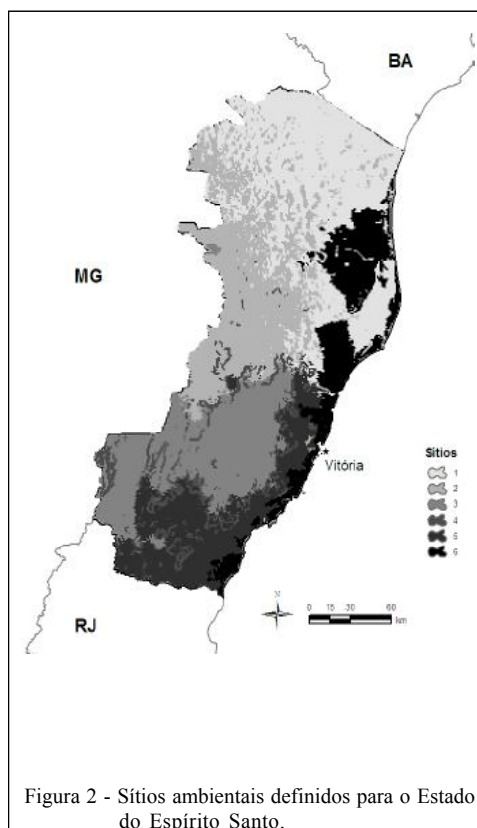 BA
MG
Vitória
Sítios
1
2
3
4
5
6
N
0 15 30 60
km
RJ
Figura 2 - Sítios ambientais definidos para o Estado
do Espírito Santo.